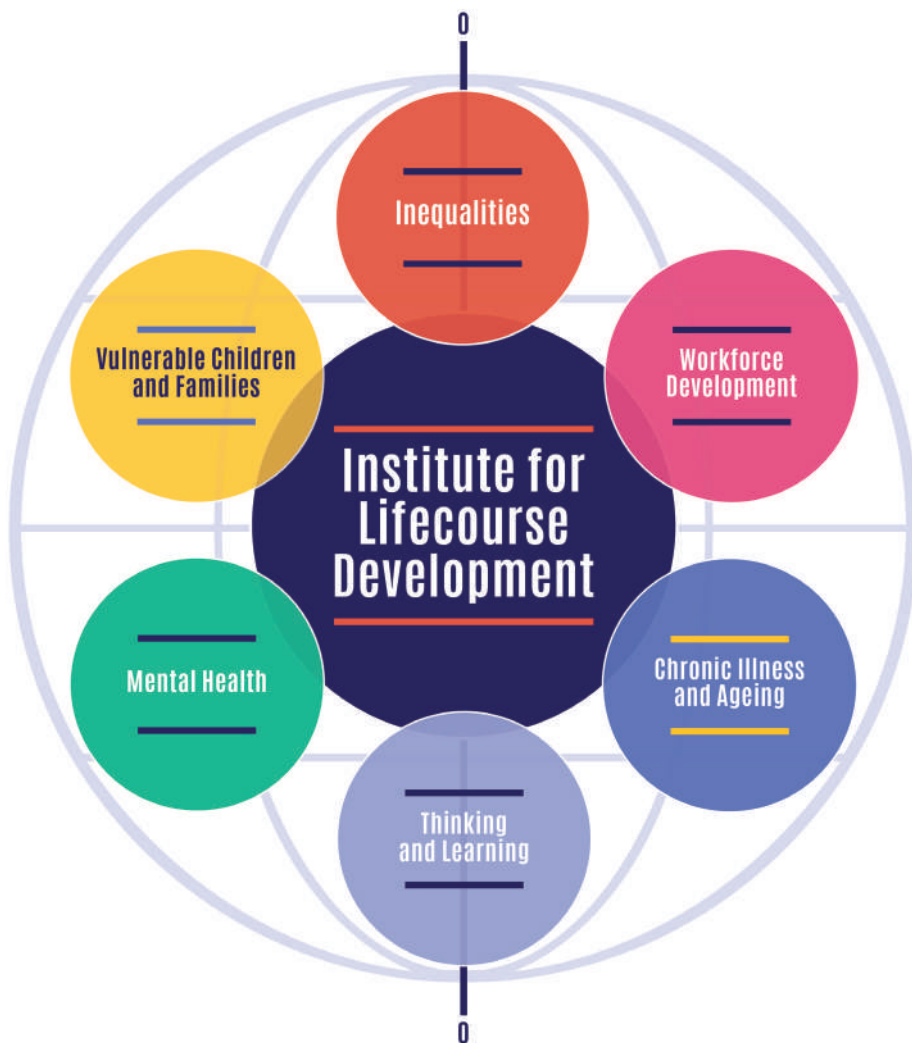 0
Inequalities
Vulnerable Children
and Families
Workforce
Development
Institute for
Lifecourse
Development
Mental Health
Chronic Illness
and Ageing
Thinking
and Learning
0